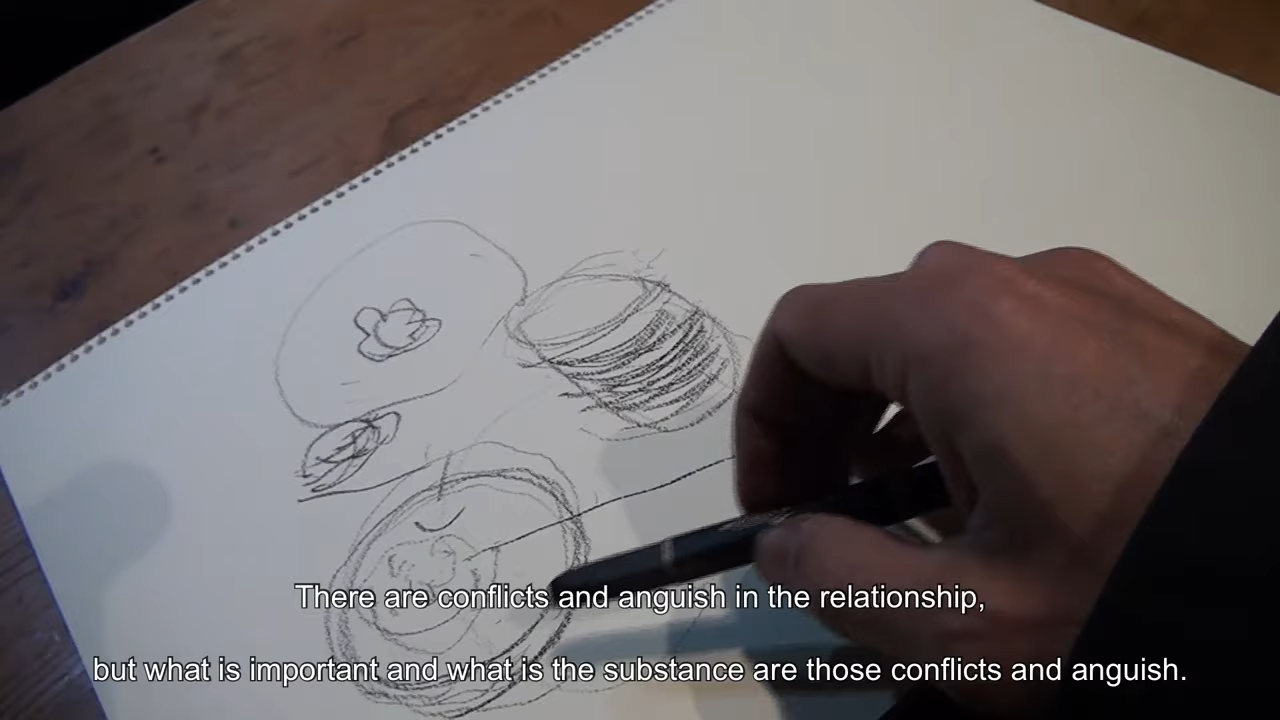 There are conflicts and anguish in the relationship,
but what is important and what is the substance are those conflicts and anguish.